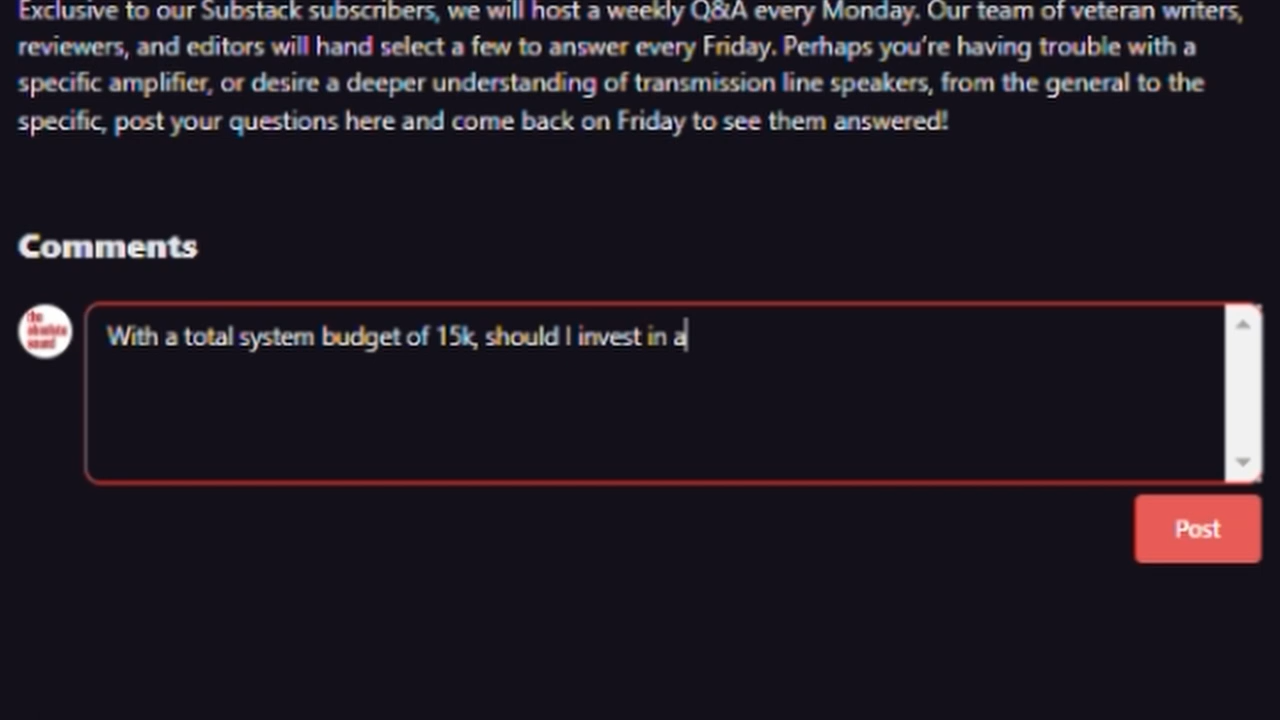 Exclusive to our Substack subscribers, we will host a weekly Q&A every Monday. Our team of veteran writers,
reviewers, and editors will hand select a few to answer every Friday. Perhaps you're having trouble with a
specific amplifier, or desire a deeper understanding of transmission line speakers, from the general to the
specific, post your questions here and come back on Friday to see them answered!
Comments
the
absolute
sound
With a total system budget of 15k, should I invest in a
Post